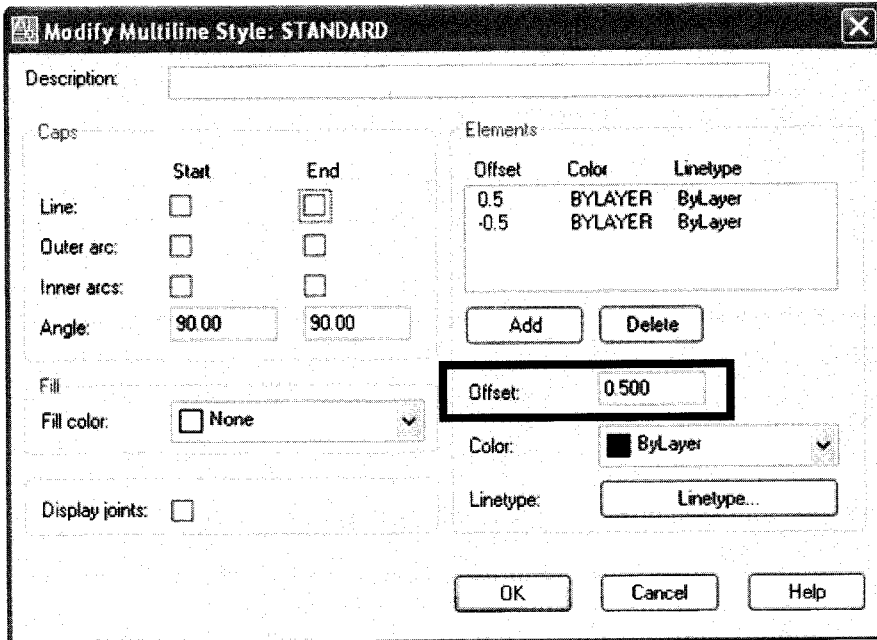 Modify Multiline Style: STANDARD
Description:
Caps
Start End
Line:
Outer arc:
Inner arcs:
Angle: 90.00 90.00
Fill
Fill color: None
Display joints:
Elements
Offset Color Linetype
0.5 BYLAYER ByLayer
-0.5 BYLAYER ByLayer
Add Delete
Offset: 0.500
Color: ByLayer
Linetype: Linetype...
OK Cancel Help